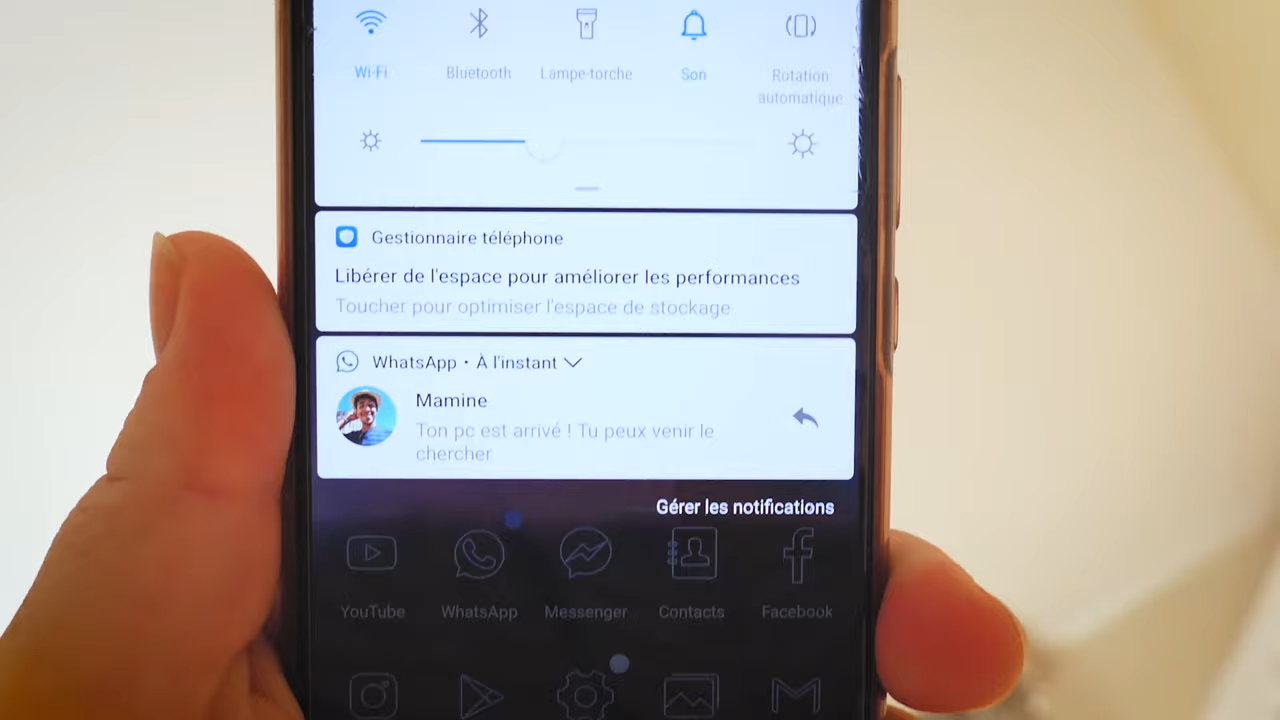 Wi-Fi Bluetooth Lampe-torche Son Rotation
automatique
Gestionnaire téléphone
Libérer de l'espace pour améliorer les performances
Toucher pour optimiser l'espace de stockage
WhatsApp • À l'instant
Mamine
Ton pc est arrivé ! Tu peux venir le
chercher
Gérer les notifications
YouTube WhatsApp Messenger Contacts Facebook